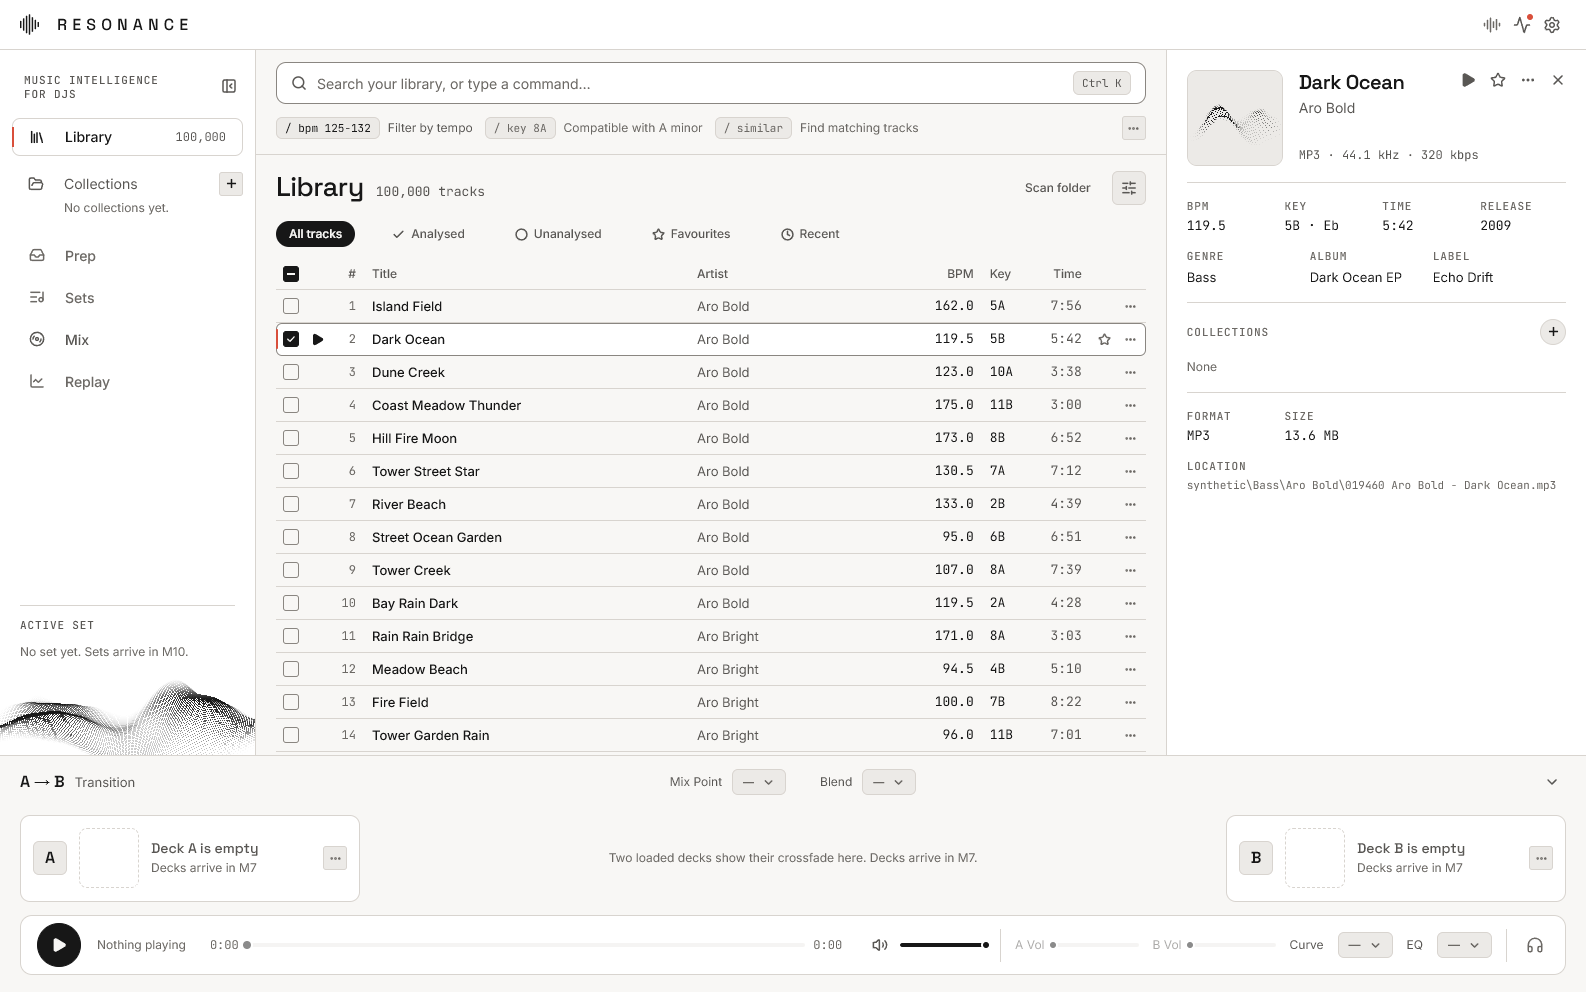 RESONANCE
MUSIC INTELLIGENCE
FOR DJS
Library 100,000
Collections
No collections yet.
Prep
Sets
Mix
Replay
ACTIVE SET
No set yet. Sets arrive in M10.
Search your library, or type a command... Ctrl K
/ bpm 125-132 Filter by tempo / key 8A Compatible with A minor / similar Find matching tracks
Library 100,000 tracks Scan folder
All tracks Analysed Unanalysed Favourites Recent
# Title Artist BPM Key Time
1 Island Field Aro Bold 162.0 5A 7:56
2 Dark Ocean Aro Bold 119.5 5B 5:42
3 Dune Creek Aro Bold 123.0 10A 3:38
4 Coast Meadow Thunder Aro Bold 175.0 11B 3:00
5 Hill Fire Moon Aro Bold 173.0 8B 6:52
6 Tower Street Star Aro Bold 130.5 7A 7:12
7 River Beach Aro Bold 133.0 2B 4:39
8 Street Ocean Garden Aro Bold 95.0 6B 6:51
9 Tower Creek Aro Bold 107.0 8A 7:39
10 Bay Rain Dark Aro Bold 119.5 2A 4:28
11 Rain Rain Bridge Aro Bright 171.0 8A 3:03
12 Meadow Beach Aro Bright 94.5 4B 5:10
13 Fire Field Aro Bright 100.0 7B 8:22
14 Tower Garden Rain Aro Bright 96.0 11B 7:01
Dark Ocean
Aro Bold
MP3 · 44.1 kHz · 320 kbps
BPM KEY TIME RELEASE
119.5 5B · Eb 5:42 2009
GENRE ALBUM LABEL
Bass Dark Ocean EP Echo Drift
COLLECTIONS
None
FORMAT SIZE
MP3 13.6 MB
LOCATION
synthetic\Bass\Aro Bold\019460 Aro Bold - Dark Ocean.mp3
A → B Transition Mix Point — Blend —
A Deck A is empty
Decks arrive in M7
Two loaded decks show their crossfade here. Decks arrive in M7.
B Deck B is empty
Decks arrive in M7
Nothing playing 0:00 0:00 A Vol B Vol Curve — EQ —